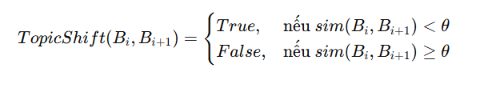 TopicShift(B_i, B_{i+1}) = { True, nếu sim(B_i, B_{i+1}) < θ
False, nếu sim(B_i, B_{i+1}) ≥ θ